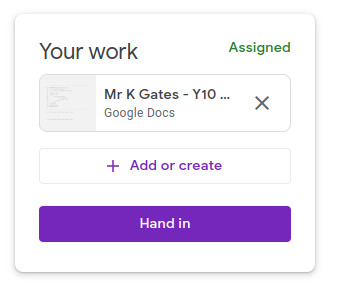 Your work
Assigned
Mr K Gates - Y10 ...
Google Docs
+ Add or create
Hand in